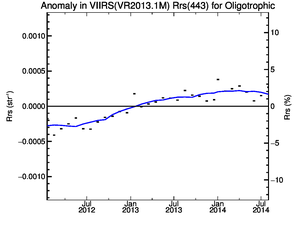 Anomaly in VIIRS(VR2013.1M) Rrs(443) for Oligotrophic
0.0010
0.0005
0.0000
-0.0005
-0.0010
Rrs (str⁻¹)
10
5
0
-5
-10
Rrs (%)
Jul Jan Jul Jan Jul
2012 2013 2013 2014 2014